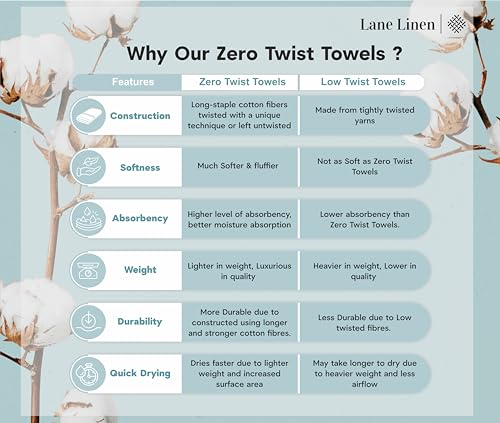 Lane Linen
Why Our Zero Twist Towels ?
Features
Zero Twist Towels
Low Twist Towels
Construction
Long-staple cotton fibers
twisted with a unique
technique or left untwisted
Made from tightly twisted
yarns
Softness
Much Softer & fluffier
Not as Soft as Zero Twist
Towels
Absorbency
Higher level of absorbency,
better moisture absorption
Lower absorbency than
Zero Twist Towels.
Weight
Lighter in weight, Luxurious
in quality
Heavier in weight, Lower in
quality
Durability
More Durable due to
constructed using longer
and stronger cotton fibres.
Less Durable due to Low
twisted fibres.
Quick Drying
Dries faster due to lighter
weight and increased
surface area
May take longer to dry due
to heavier weight and less
airflow